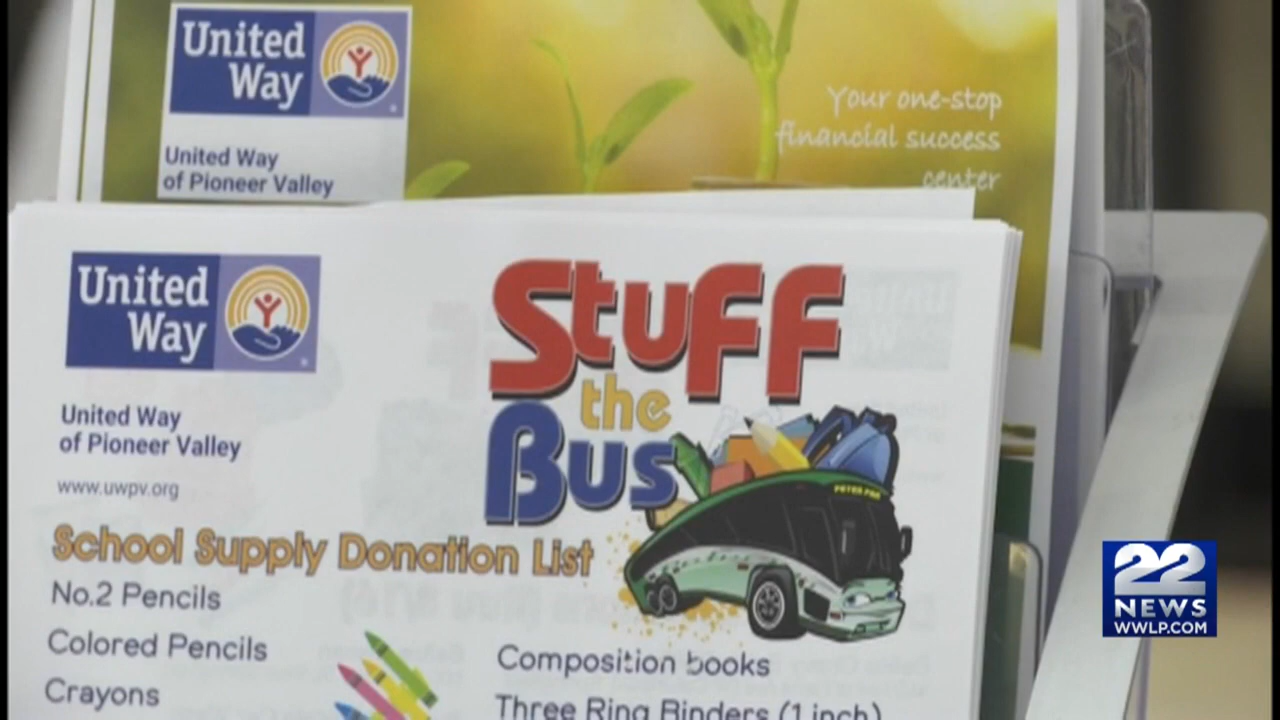 United
Way
United Way
of Pioneer Valley
Your one-stop
financial success
center
United
Way
United Way
of Pioneer Valley
www.uwpv.org
Stuff
the
Bus
PETER PAN
School Supply Donation List
No.2 Pencils
Colored Pencils
Crayons
Composition books
Three Ring Binders (1 inch)
22
NEWS
WWLP.COM